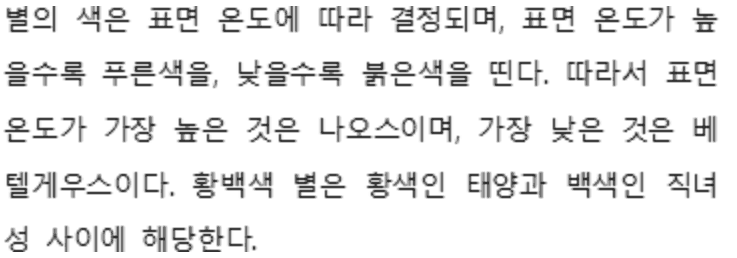 별의 색은 표면 온도에 따라 결정되며, 표면 온도가 높
을수록 푸른색을, 낮을수록 붉은색을 띤다. 따라서 표면
온도가 가장 높은 것은 나오스이며, 가장 낮은 것은 베
텔게우스이다. 황백색 별은 황색인 태양과 백색인 직녀
성 사이에 해당한다.